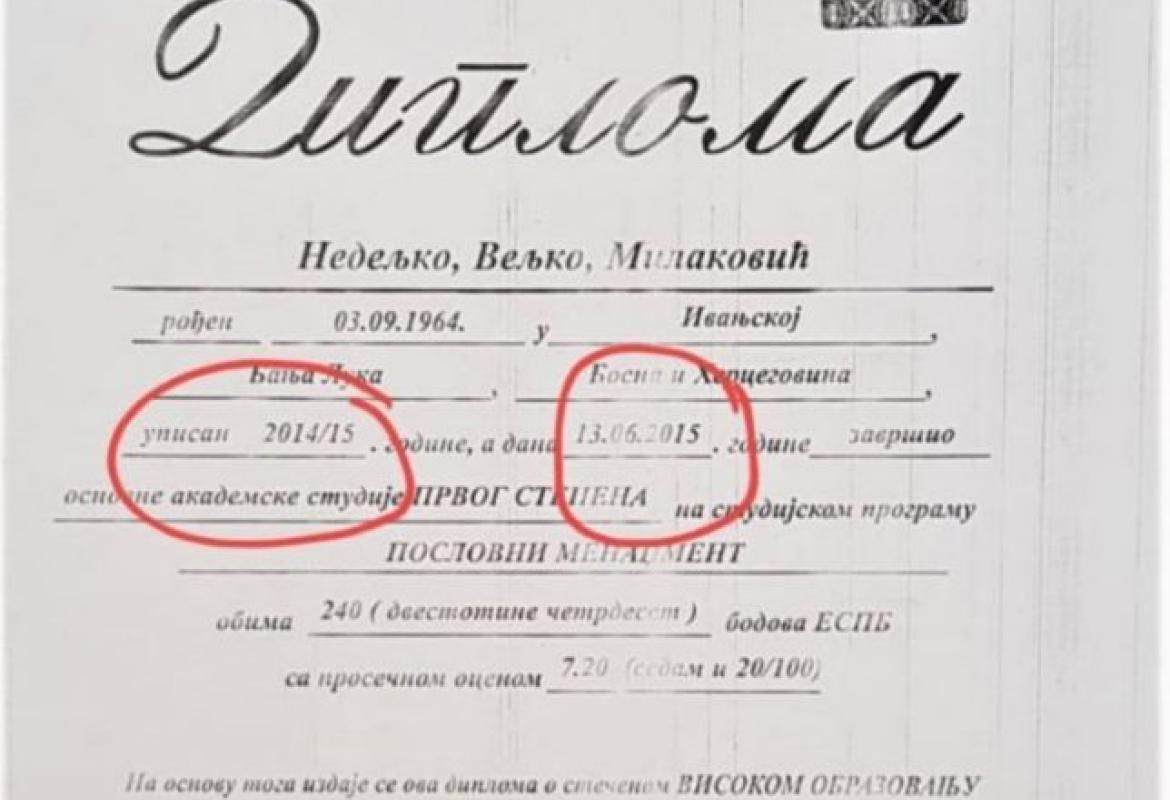 Диплома
Недељко, Вељко, Милаковић
рођен 03.09.1964. у Ивањској,
Бања Лука, Босна и Херцеговина,
уписан 2014/15. године, а дана 13.06.2015. године завршио
основне академске студије ПРВОГ СТЕПЕНА на студијском програму
ПОСЛОВНИ МЕНАЏМЕНТ
обима 240 ( двестотине четрдесет ) бодова ЕСПБ
са просечном оценом 7.20 (седам и 20/100)
На основу тога издаје се ова диплома о стеченом ВИСОКОМ ОБРАЗОВАЊУ